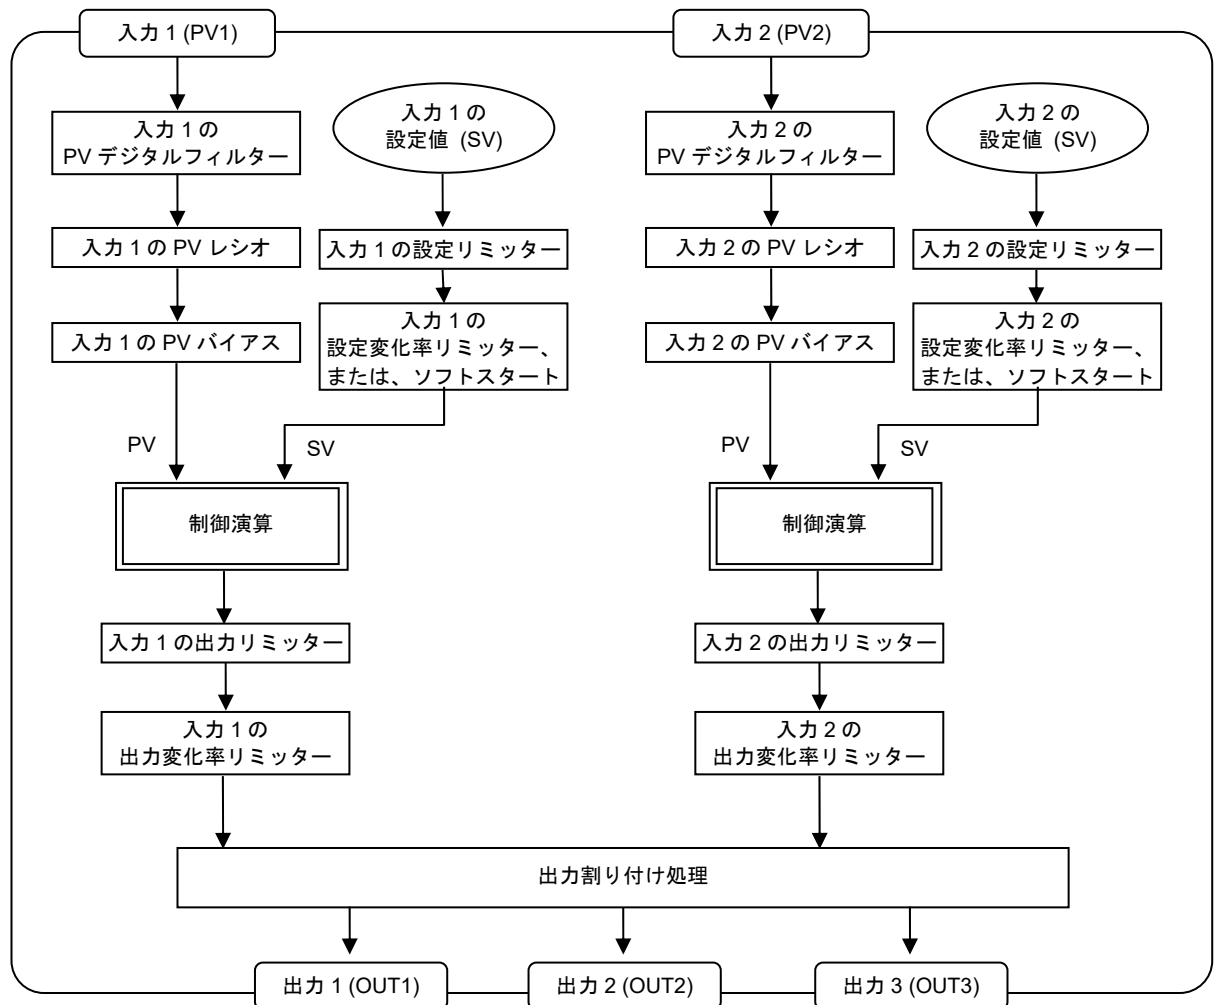 入力 1 (PV1)
入力 2 (PV2)
入力 1 の
PV デジタルフィルター
入力 1 の
設定値 (SV)
入力 2 の
PV デジタルフィルター
入力 2 の
設定値 (SV)
入力 1 の PV レシオ
入力 1 の設定リミッター
入力 2 の PV レシオ
入力 2 の設定リミッター
入力 1 の PV バイアス
入力 1 の
設定変化率リミッター、
または、ソフトスタート
入力 2 の PV バイアス
入力 2 の
設定変化率リミッター、
または、ソフトスタート
PV
SV
PV
SV
制御演算
制御演算
入力 1 の出力リミッター
入力 2 の出力リミッター
入力 1 の
出力変化率リミッター
入力 2 の
出力変化率リミッター
出力割り付け処理
出力 1 (OUT1)
出力 2 (OUT2)
出力 3 (OUT3)